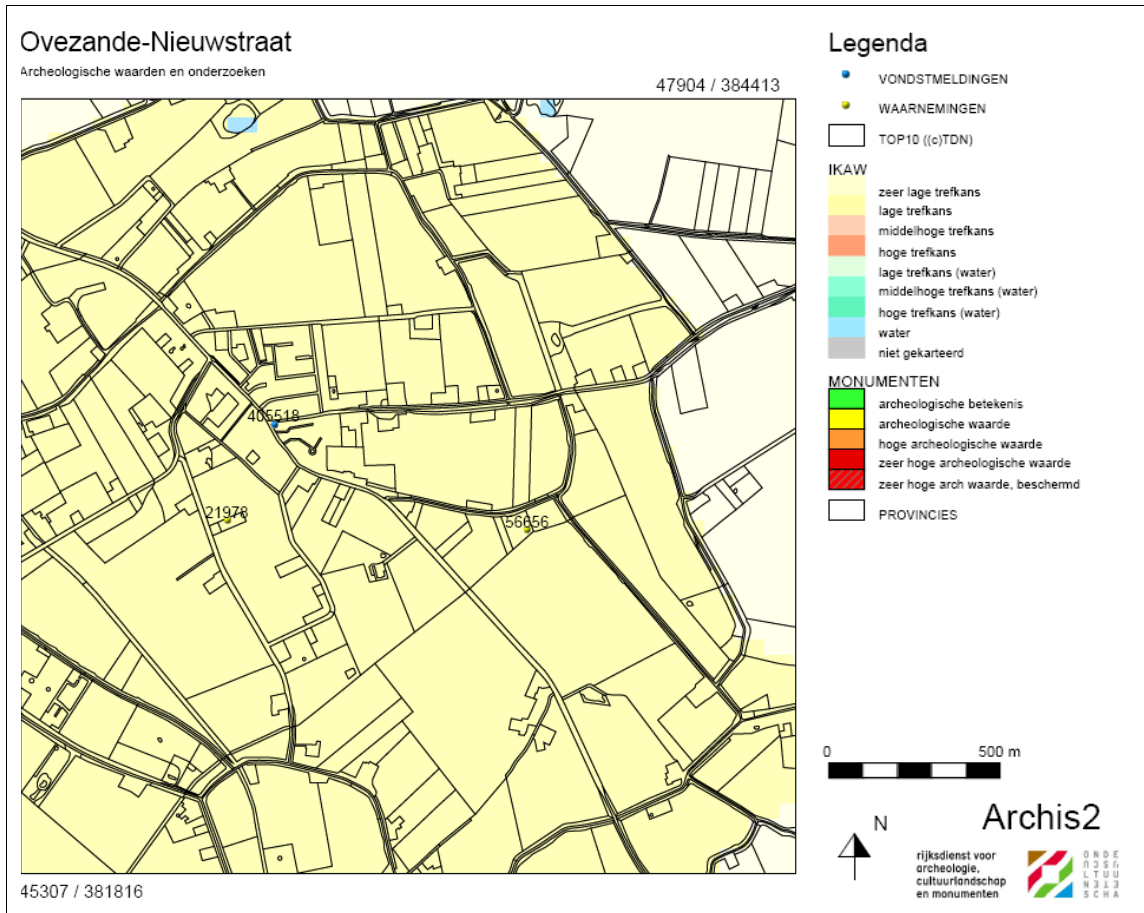 Ovezande-Nieuwstraat
Archeologische waarden en onderzoeken
47904 / 384413
405518
21978
56656
45307 / 381816
Legenda
VONDSTMELDINGEN
WAARNEMINGEN
TOP10 ((c)TDN)
IKAW
zeer lage trefkans
lage trefkans
middelhoge trefkans
hoge trefkans
lage trefkans (water)
middelhoge trefkans (water)
hoge trefkans (water)
water
niet gekarteerd
MONUMENTEN
archeologische betekenis
archeologische waarde
hoge archeologische waarde
zeer hoge archeologische waarde
zeer hoge arch waarde, beschermd
PROVINCIES
0 500 m
N
Archis2
rijksdienst voor
archeologie,
cultuurlandschap
en monumenten